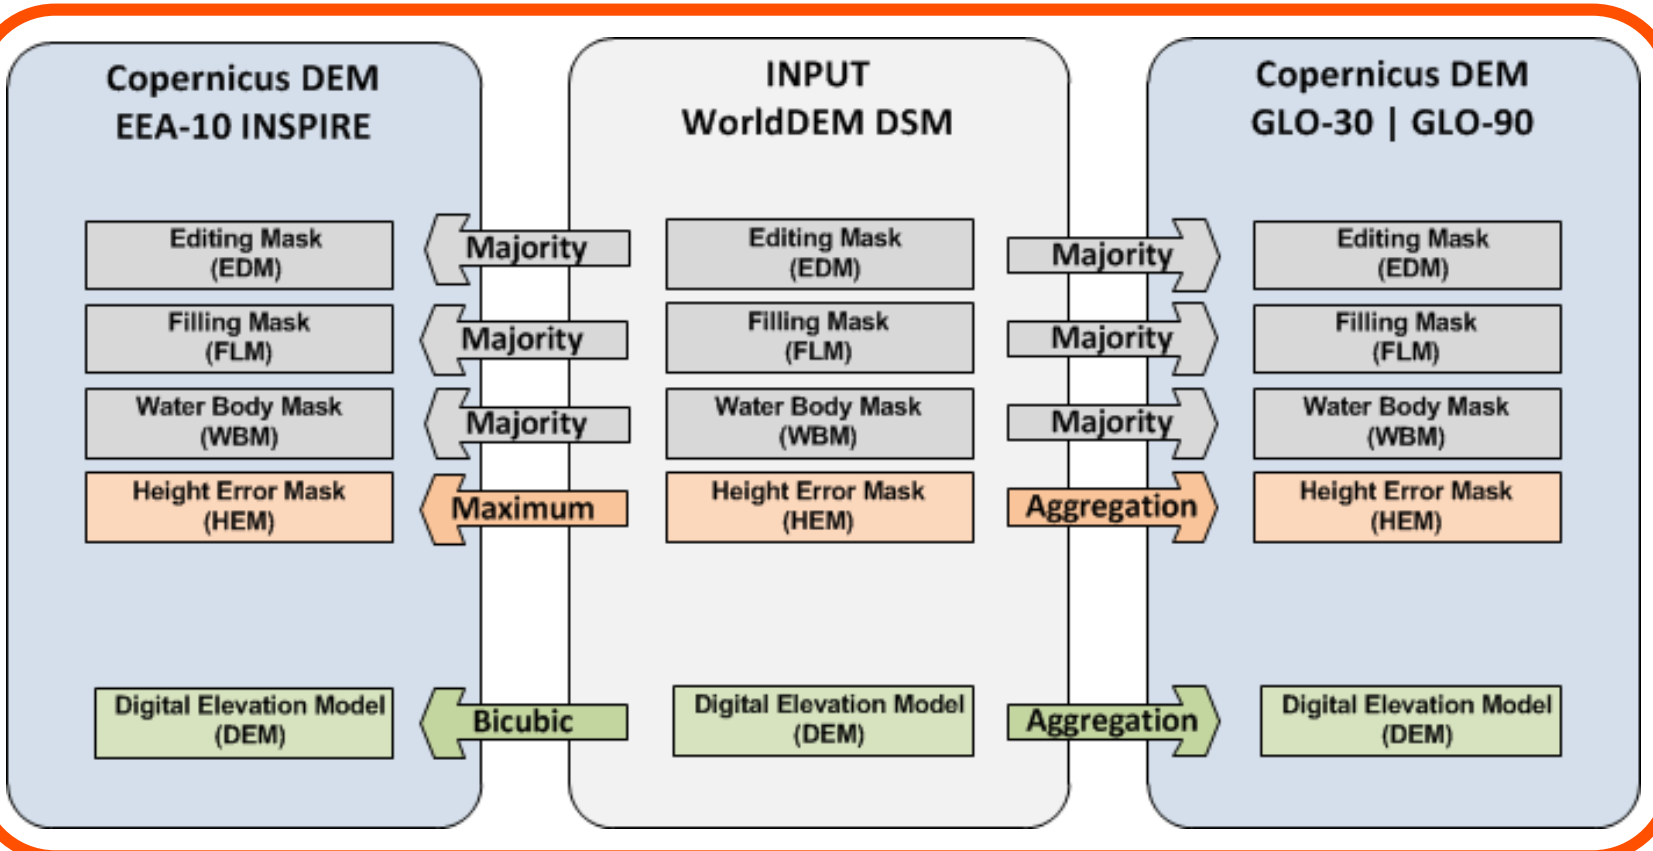 Copernicus DEM
EEA-10 INSPIRE
INPUT
WorldDEM DSM
Copernicus DEM
GLO-30 | GLO-90
Editing Mask
(EDM)
Majority
Editing Mask
(EDM)
Majority
Editing Mask
(EDM)
Filling Mask
(FLM)
Majority
Filling Mask
(FLM)
Majority
Filling Mask
(FLM)
Water Body Mask
(WBM)
Majority
Water Body Mask
(WBM)
Majority
Water Body Mask
(WBM)
Height Error Mask
(HEM)
Maximum
Height Error Mask
(HEM)
Aggregation
Height Error Mask
(HEM)
Digital Elevation Model
(DEM)
Bicubic
Digital Elevation Model
(DEM)
Aggregation
Digital Elevation Model
(DEM)